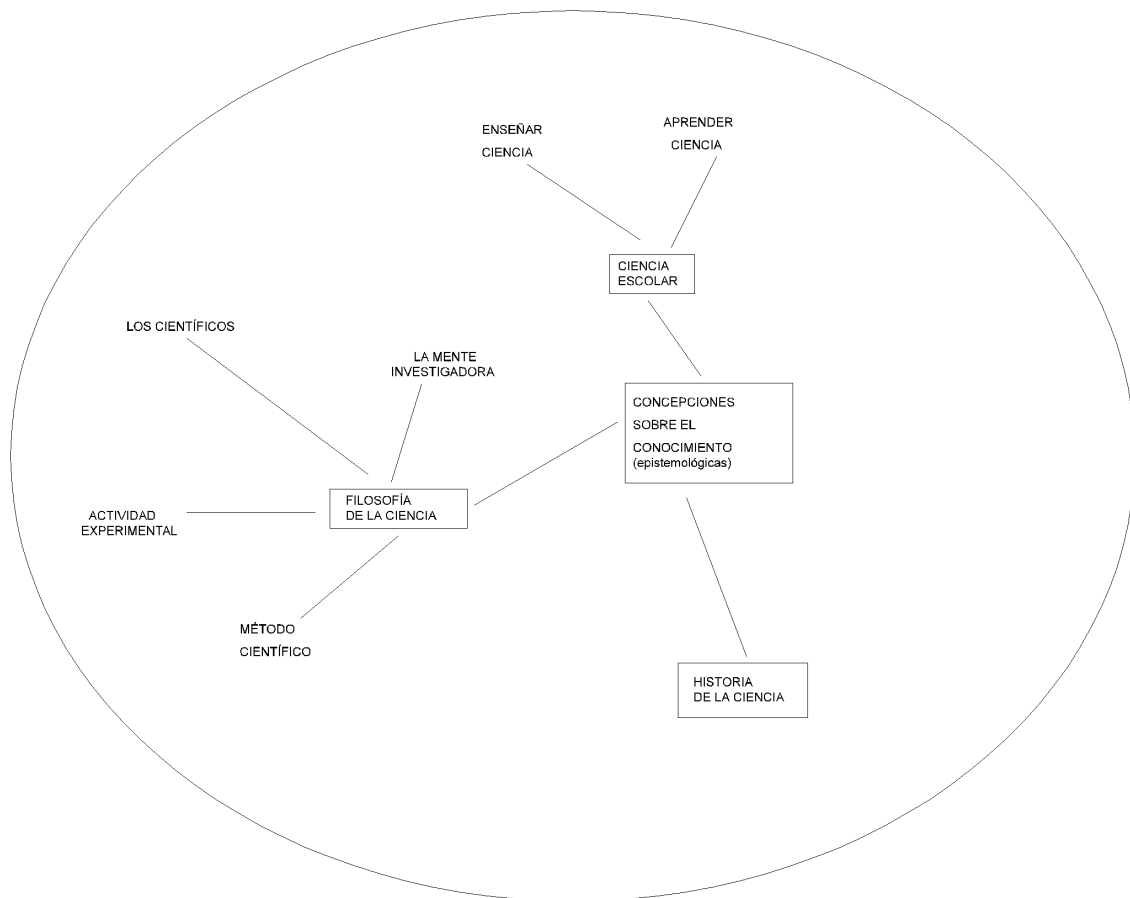 ENSEÑAR
CIENCIA
APRENDER
CIENCIA
CIENCIA
ESCOLAR
LOS CIENTÍFICOS
LA MENTE
INVESTIGADORA
CONCEPCIONES
SOBRE EL
CONOCIMIENTO
(epistemológicas)
FILOSOFÍA
DE LA CIENCIA
ACTIVIDAD
EXPERIMENTAL
MÉTODO
CIENTÍFICO
HISTORIA
DE LA CIENCIA